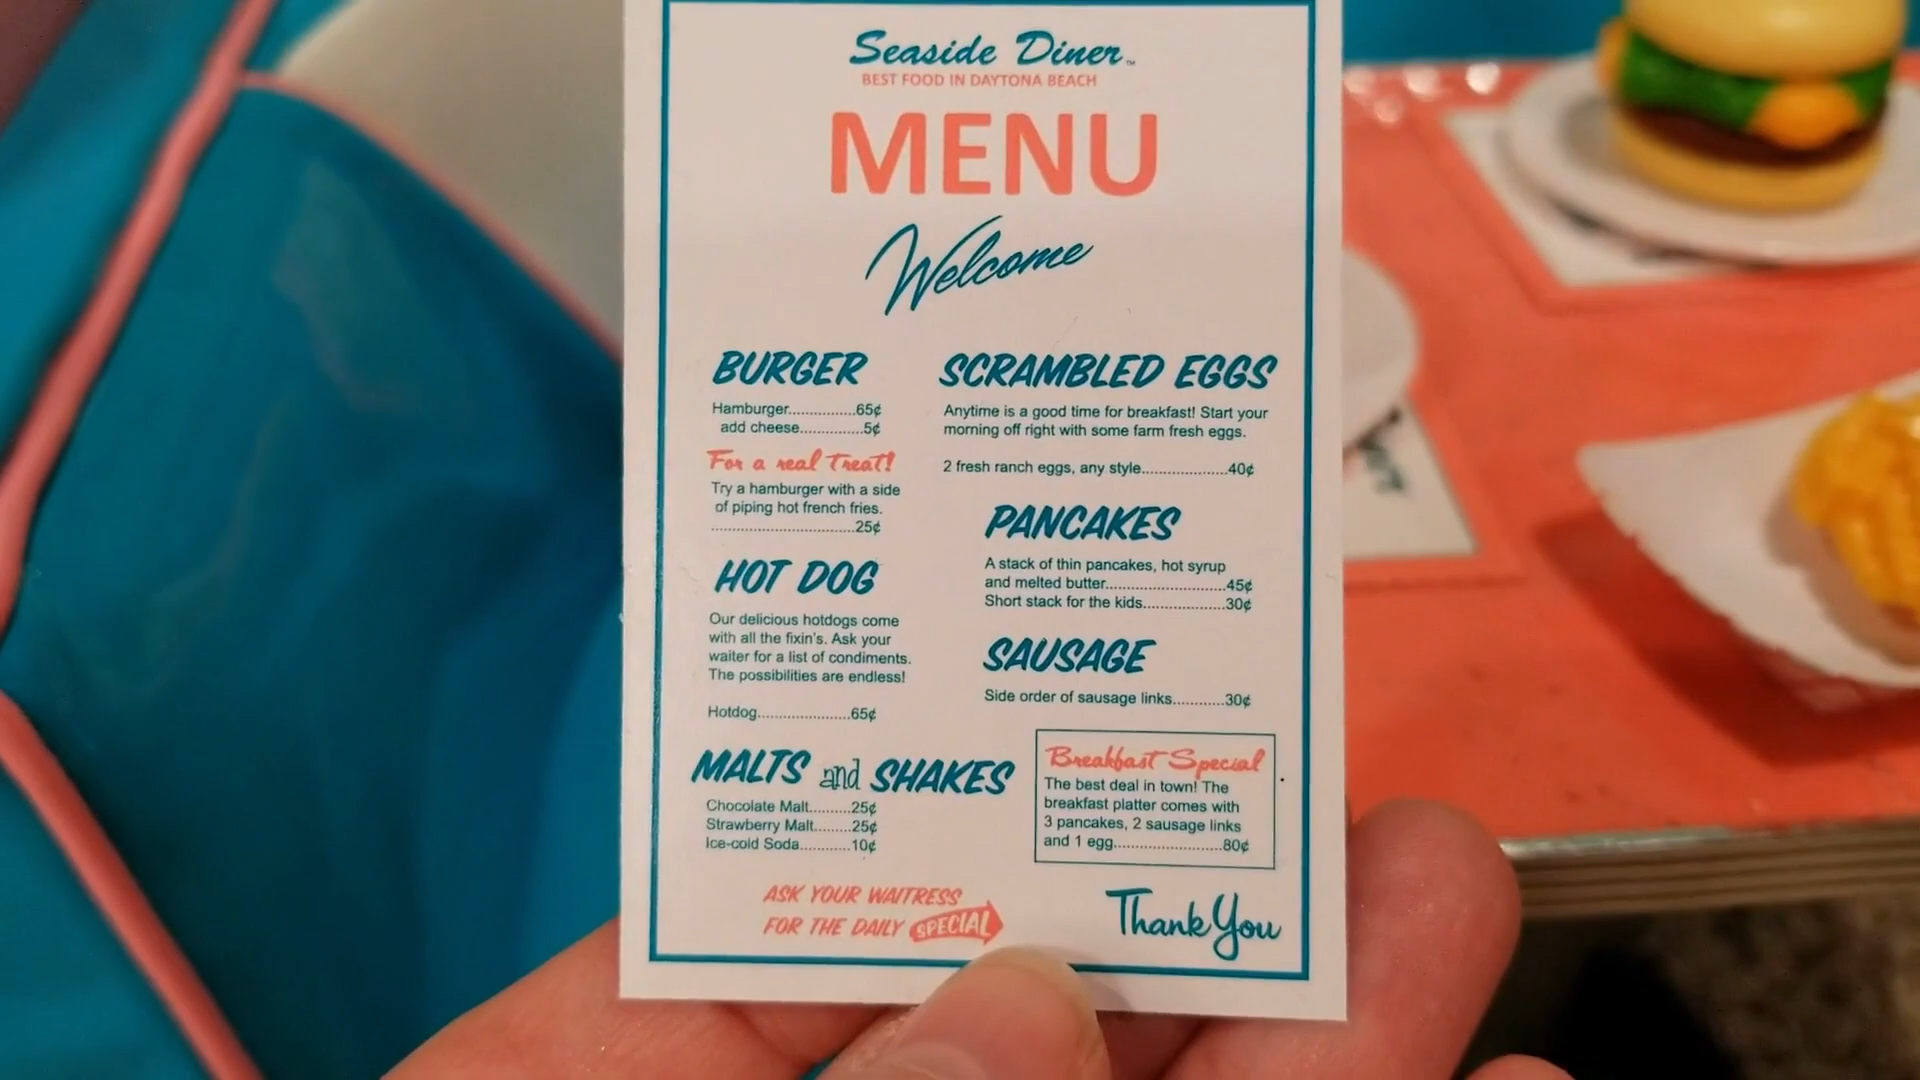 Seaside Diner™
BEST FOOD IN DAYTONA BEACH
MENU
Welcome
BURGER
Hamburger................65¢
add cheese..............5¢
For a real treat!
Try a hamburger with a side
of piping hot french fries.
................................25¢
HOT DOG
Our delicious hotdogs come
with all the fixin's. Ask your
waiter for a list of condiments.
The possibilities are endless!
Hotdog.....................65¢
MALTS and SHAKES
Chocolate Malt.........25¢
Strawberry Malt........25¢
Ice-cold Soda...........10¢
SCRAMBLED EGGS
Anytime is a good time for breakfast! Start your
morning off right with some farm fresh eggs.
2 fresh ranch eggs, any style...................40¢
PANCAKES
A stack of thin pancakes, hot syrup
and melted butter...........................45¢
Short stack for the kids..................30¢
SAUSAGE
Side order of sausage links...........30¢
Breakfast Special
The best deal in town! The
breakfast platter comes with
3 pancakes, 2 sausage links
and 1 egg........................80¢
ASK YOUR WAITRESS
FOR THE DAILY SPECIAL
Thank You